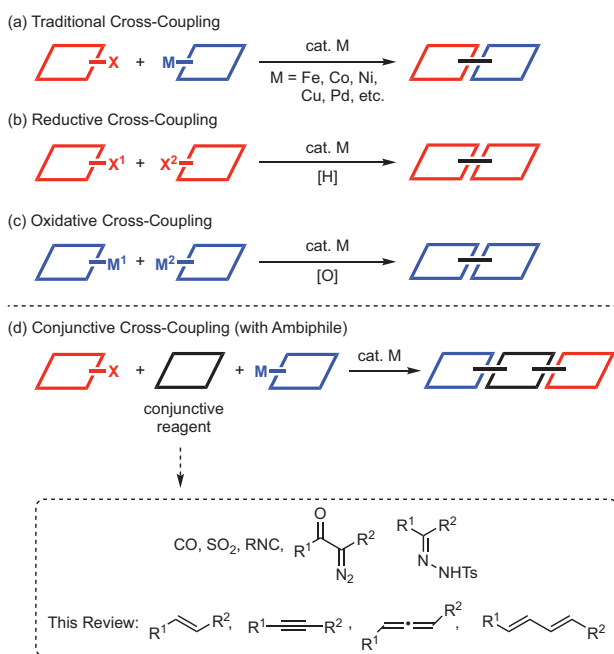 (a) Traditional Cross-Coupling
X + M cat. M
M = Fe, Co, Ni,
Cu, Pd, etc.
(b) Reductive Cross-Coupling
X¹ + X² cat. M
[H]
(c) Oxidative Cross-Coupling
M¹ + M² cat. M
[O]
(d) Conjunctive Cross-Coupling (with Ambiphile)
X + + M cat. M
conjunctive
reagent
CO, SO₂, RNC, R¹ O R² N₂ R¹ R² N NHTs
This Review: R¹ R², R¹ R², R¹ R², R¹ R²